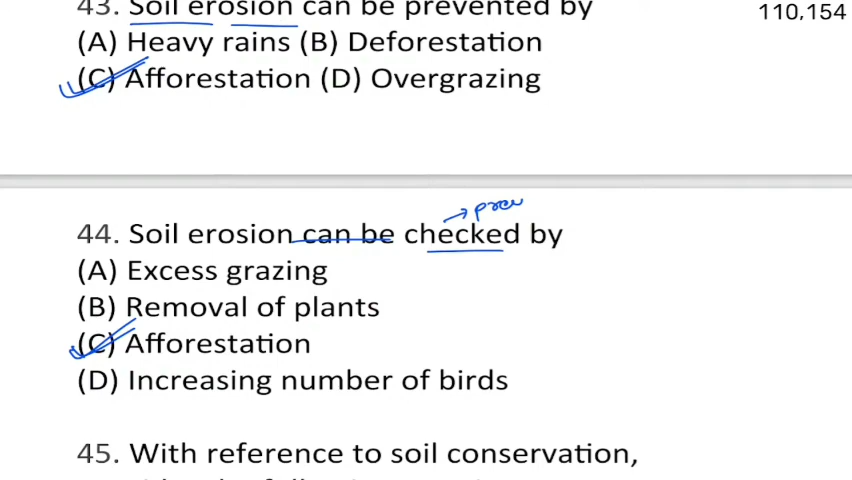 43. Soil erosion can be prevented by
110,154
(A) Heavy rains (B) Deforestation
(C) Afforestation (D) Overgrazing
→ prev
44. Soil erosion can be checked by
(A) Excess grazing
(B) Removal of plants
(C) Afforestation
(D) Increasing number of birds
45. With reference to soil conservation,